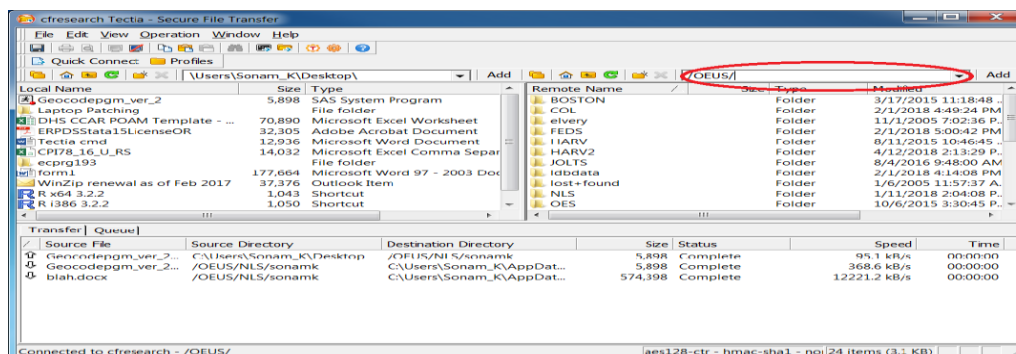 cfresearch Tectia - Secure File Transfer
File Edit View Operation Window Help
Quick Connect Profiles
\Users\Sonam_K\Desktop\ Add /OEUS/ Add
Local Name Size Type Remote Name / Size Type Modified
Geocodepgm_ver_2 5,898 SAS System Program BOSTON Folder 3/17/2015 11:18:48 ..
Laptop Patching File folder COL Folder 2/1/2018 4:49:24 PM
DHS CCAR POAM Template - ... 70,890 Microsoft Excel Worksheet elvery Folder 11/1/2005 7:02:36 P..
ERPDSStata15LicenseOR 32,305 Adobe Acrobat Document FEDS Folder 2/1/2018 5:00:42 PM
Tectia cmd 12,936 Microsoft Word Document HARV Folder 8/11/2015 10:46:45 ..
CPI78_16_U_RS 14,032 Microsoft Excel Comma Separ HARV2 Folder 4/12/2018 2:13:29 P..
ecprg193 File folder JOLTS Folder 8/4/2016 9:48:00 AM
form1 177,664 Microsoft Word 97 - 2003 Doc ldbdata Folder 2/1/2018 4:14:08 PM
WinZip renewal as of Feb 2017 37,376 Outlook Item lost+found Folder 1/6/2005 11:57:37 A..
R x64 3.2.2 1,043 Shortcut NLS Folder 1/11/2018 2:04:08 P..
R i386 3.2.2 1,050 Shortcut OES Folder 10/6/2015 3:30:45 P..
Transfer Queue
/ Source File Source Directory Destination Directory Size Status Speed Time
Geocodepgm_ver_2... C:\Users\Sonam_K\Desktop /OEUS/NLS/sonamk 5,898 Complete 95.1 kB/s 00:00:00
Geocodepgm_ver_2... /OEUS/NLS/sonamk C:\Users\Sonam_K\AppDat... 5,898 Complete 368.6 kB/s 00:00:00
blah.docx /OEUS/NLS/sonamk C:\Users\Sonam_K\AppDat... 574,398 Complete 12221.2 kB/s 00:00:00
Connected to cfresearch - /OEUS/ aes128-ctr - hmac-sha1 - 24 items (3.1 KB)